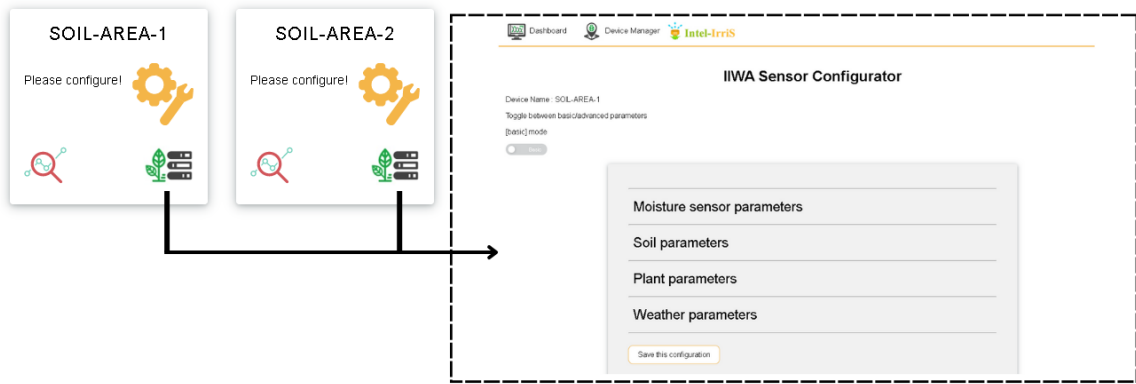 SOIL-AREA-1
Please configure!
SOIL-AREA-2
Please configure!
Dashboard
Device Manager
Intel-IrriS
IIWA Sensor Configurator
Device Name : SOIL-AREA-1
Toggle between basic/advanced parameters
[basic] mode
Moisture sensor parameters
Soil parameters
Plant parameters
Weather parameters
Save this configuration